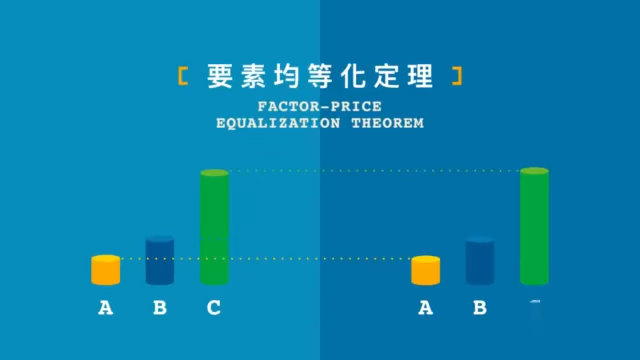 [ 要素均等化定理 ]
FACTOR-PRICE
EQUALIZATION THEOREM
A B C A B